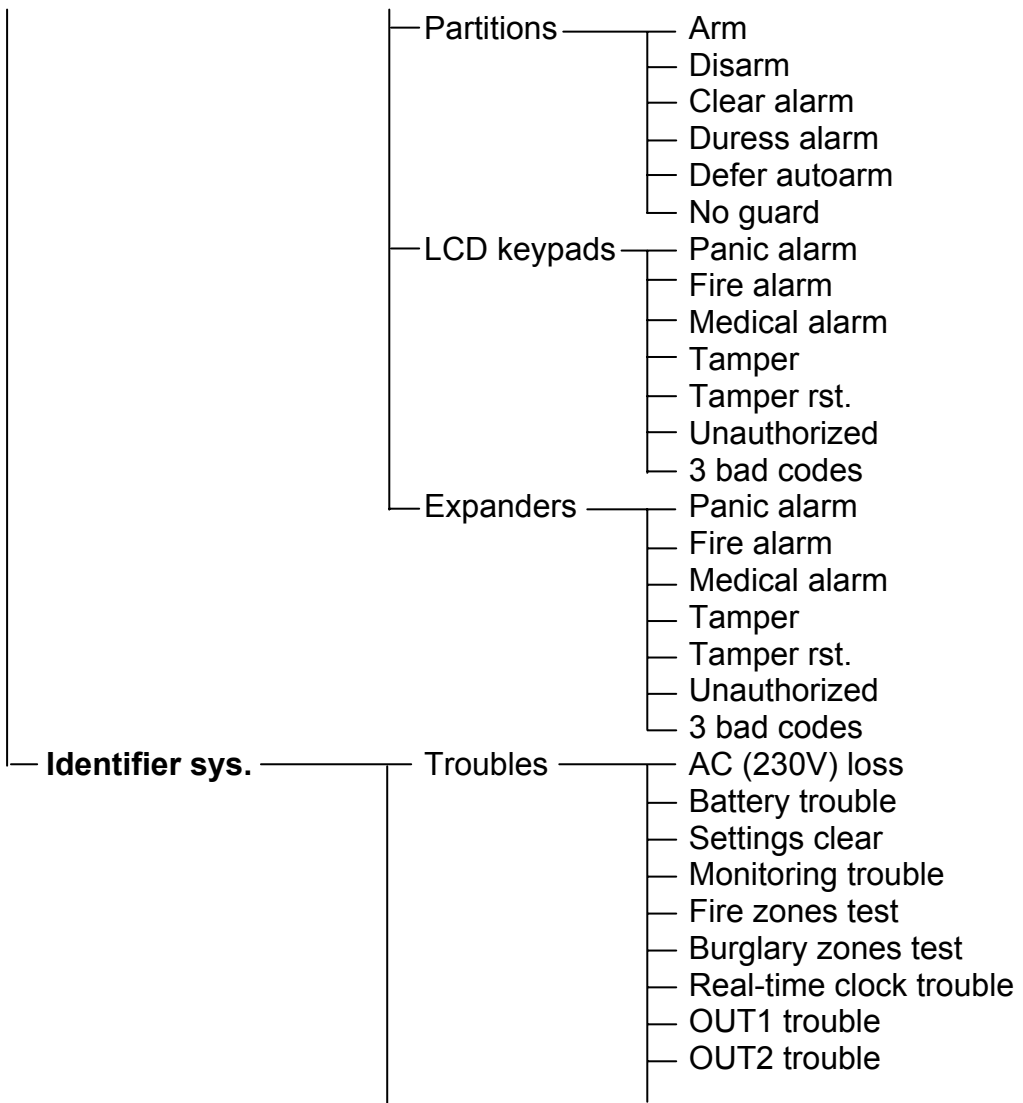 Partitions Arm
Disarm
Clear alarm
Duress alarm
Defer autoarm
No guard
LCD keypads Panic alarm
Fire alarm
Medical alarm
Tamper
Tamper rst.
Unauthorized
3 bad codes
Expanders Panic alarm
Fire alarm
Medical alarm
Tamper
Tamper rst.
Unauthorized
3 bad codes
Identifier sys. Troubles AC (230V) loss
Battery trouble
Settings clear
Monitoring trouble
Fire zones test
Burglary zones test
Real-time clock trouble
OUT1 trouble
OUT2 trouble